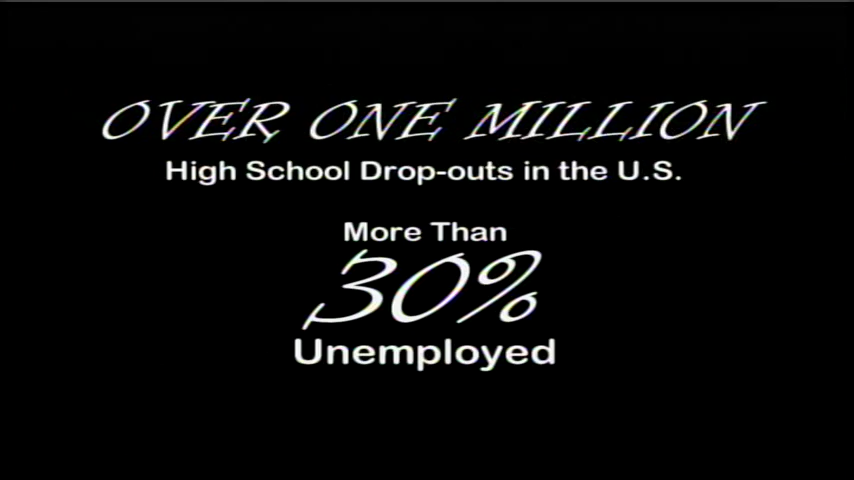 OVER ONE MILLION
High School Drop-outs in the U.S.
More Than
30%
Unemployed